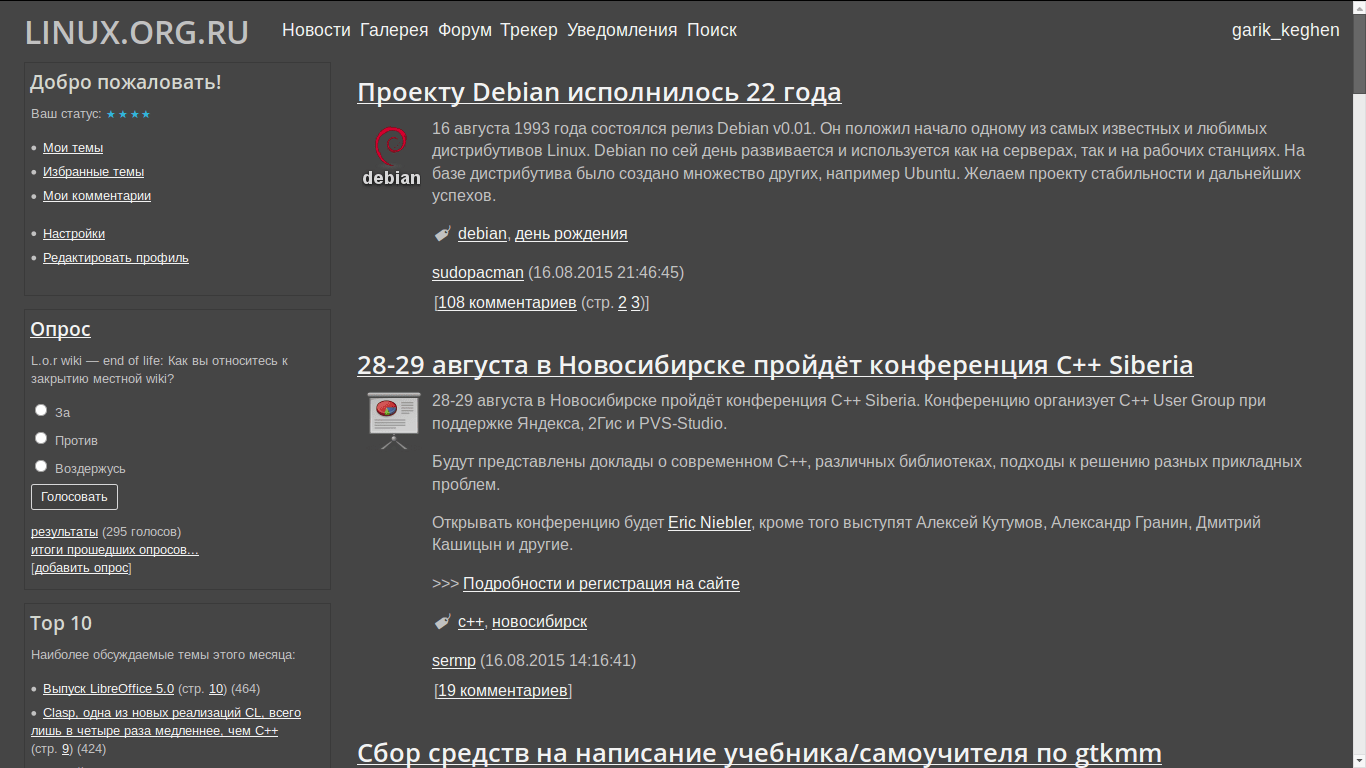 LINUX.ORG.RU
Новости Галерея Форум Трекер Уведомления Поиск
garik_keghen
Добро пожаловать!
Ваш статус: ★★★★
• Мои темы
• Избранные темы
• Мои комментарии
• Настройки
• Редактировать профиль
Опрос
L.o.r wiki — end of life: Как вы относитесь к
закрытию местной wiki?
За
Против
Воздержусь
Голосовать
результаты (295 голосов)
итоги прошедших опросов...
[добавить опрос]
Top 10
Наиболее обсуждаемые темы этого месяца:
• Выпуск LibreOffice 5.0 (стр. 10) (464)
• Clasp, одна из новых реализаций CL, всего
лишь в четыре раза медленнее, чем C++
(стр. 9) (424)
Проекту Debian исполнилось 22 года
debian
16 августа 1993 года состоялся релиз Debian v0.01. Он положил начало одному из самых известных и любимых
дистрибутивов Linux. Debian по сей день развивается и используется как на серверах, так и на рабочих станциях. На
базе дистрибутива было создано множество других, например Ubuntu. Желаем проекту стабильности и дальнейших
успехов.
debian, день рождения
sudopacman (16.08.2015 21:46:45)
[108 комментариев (стр. 2 3)]
28-29 августа в Новосибирске пройдёт конференция C++ Siberia
28-29 августа в Новосибирске пройдёт конференция C++ Siberia. Конференцию организует C++ User Group при
поддержке Яндекса, 2Гис и PVS-Studio.
Будут представлены доклады о современном C++, различных библиотеках, подходы к решению разных прикладных
проблем.
Открывать конференцию будет Eric Niebler, кроме того выступят Алексей Кутумов, Александр Гранин, Дмитрий
Кашицын и другие.
>>> Подробности и регистрация на сайте
c++, новосибирск
sermp (16.08.2015 14:16:41)
[19 комментариев]
Сбор средств на написание учебника/самоучителя по gtkmm